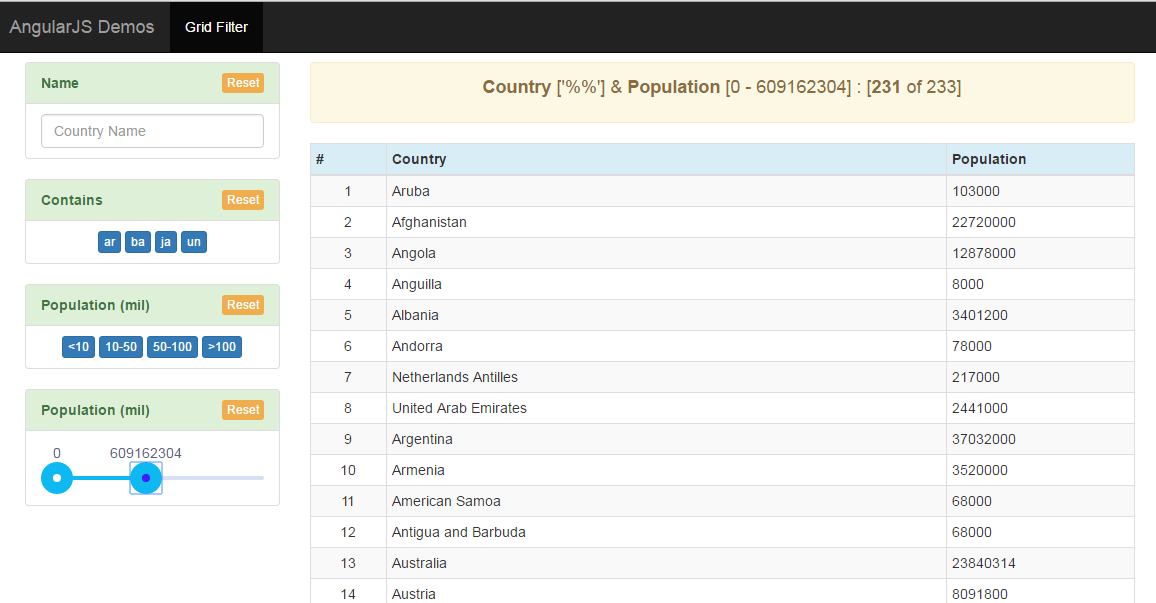 AngularJS Demos Grid Filter
Name Reset
Country Name
Contains Reset
ar ba ja un
Population (mil) Reset
<10 10-50 50-100 >100
Population (mil) Reset
0 609162304
Country ['%%'] & Population [0 - 609162304] : [231 of 233]
# Country Population
1 Aruba 103000
2 Afghanistan 22720000
3 Angola 12878000
4 Anguilla 8000
5 Albania 3401200
6 Andorra 78000
7 Netherlands Antilles 217000
8 United Arab Emirates 2441000
9 Argentina 37032000
10 Armenia 3520000
11 American Samoa 68000
12 Antigua and Barbuda 68000
13 Australia 23840314
14 Austria 8091800